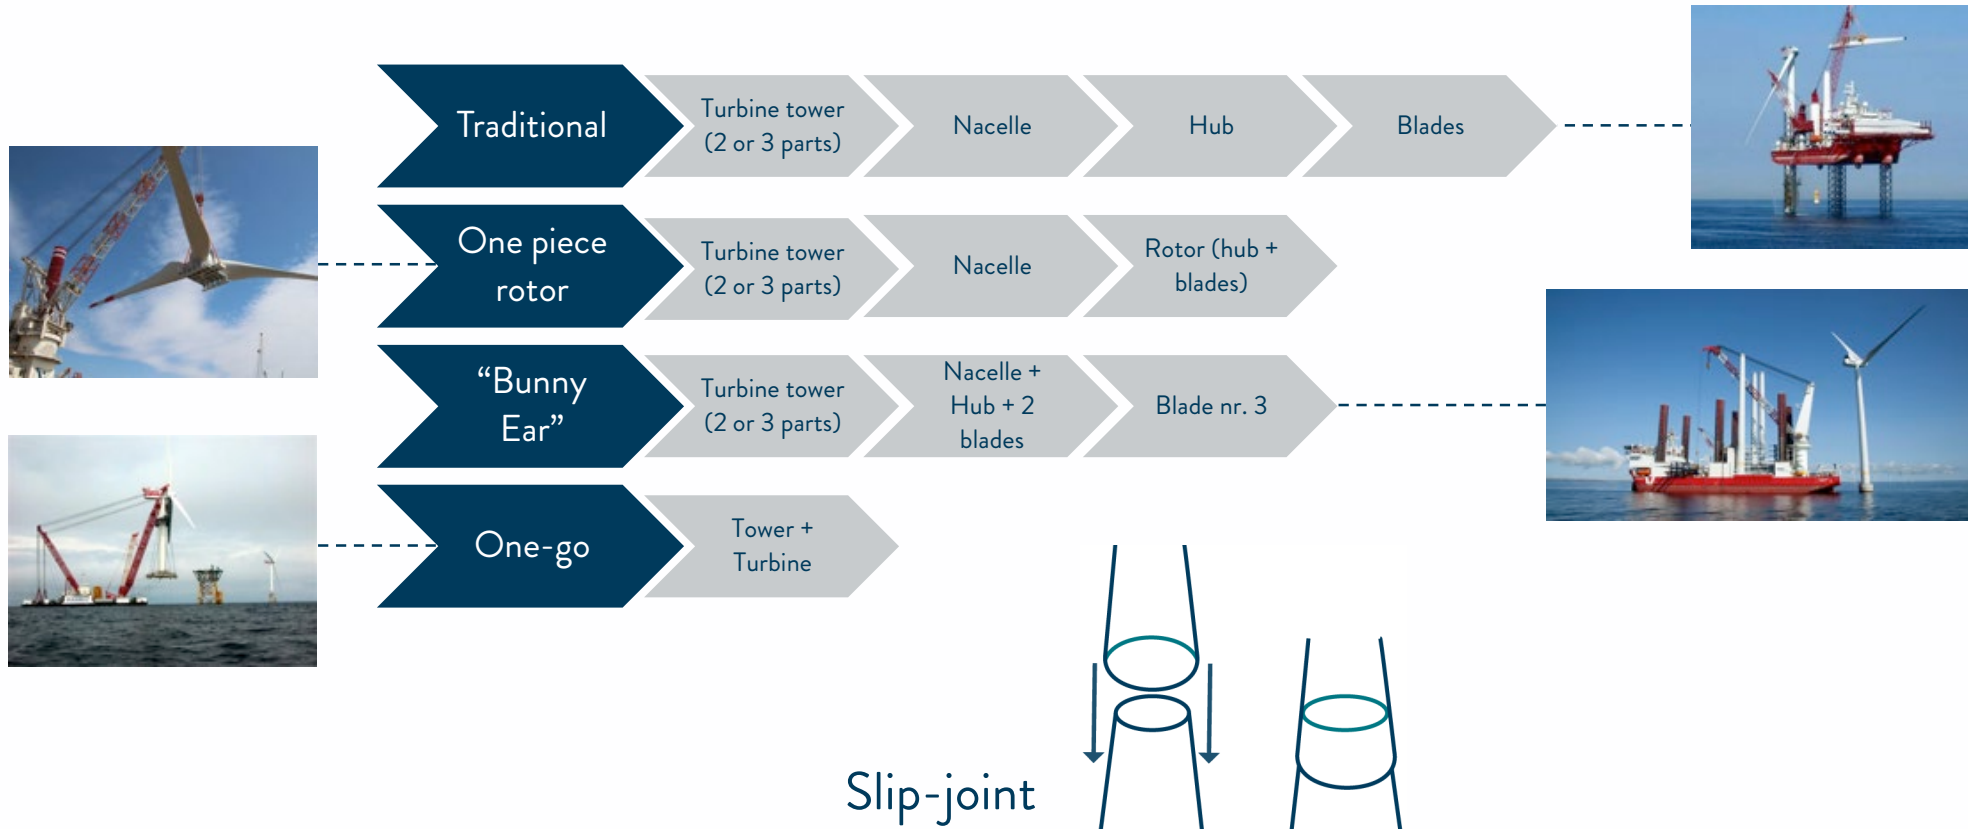 Traditional
Turbine tower
(2 or 3 parts)
Nacelle
Hub
Blades
One piece
rotor
Turbine tower
(2 or 3 parts)
Nacelle
Rotor (hub +
blades)
“Bunny
Ear”
Turbine tower
(2 or 3 parts)
Nacelle +
Hub + 2
blades
Blade nr. 3
One-go
Tower +
Turbine
Slip-joint